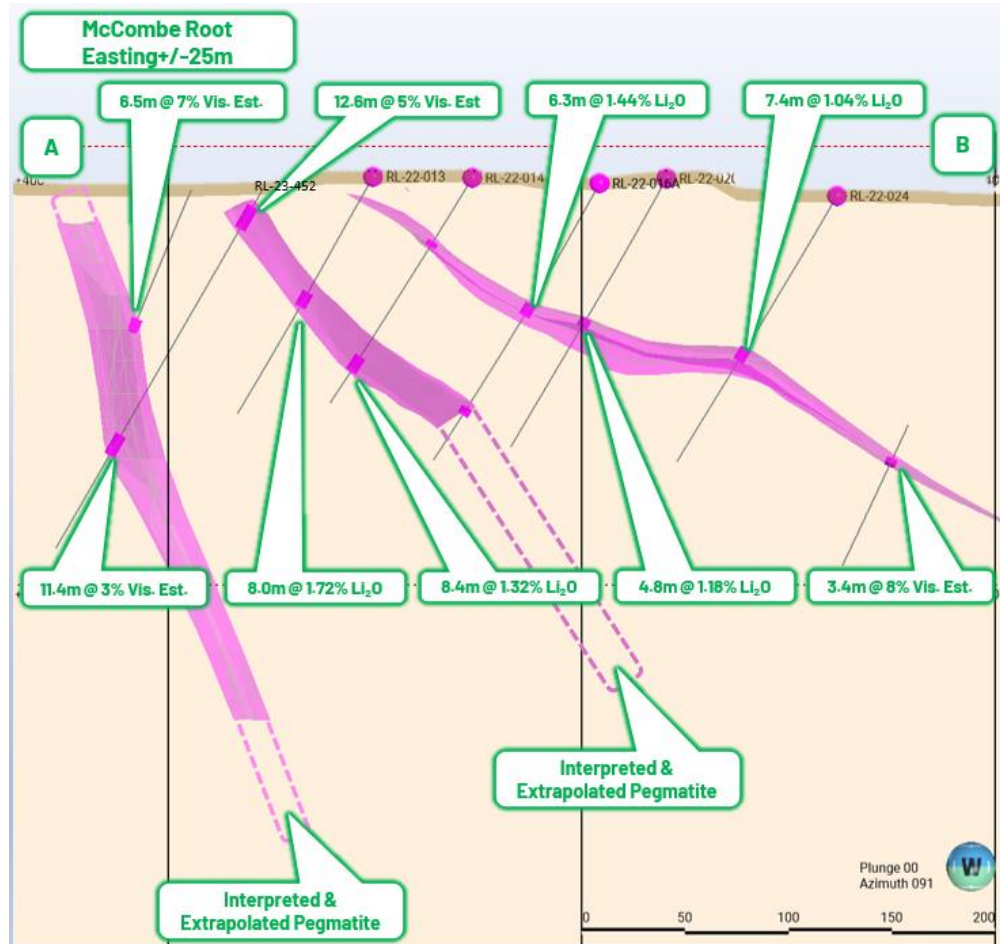 McCombe Root
Easting+/-25m
6.5m @ 7% Vis. Est.
12.6m @ 5% Vis. Est
6.3m @ 1.44% Li₂O
7.4m @ 1.04% Li₂O
A
B
RL-23-452
RL-22-013
RL-22-014
RL-22-016A
RL-22-024
11.4m @ 3% Vis. Est.
8.0m @ 1.72% Li₂O
8.4m @ 1.32% Li₂O
4.8m @ 1.18% Li₂O
3.4m @ 8% Vis. Est.
Interpreted &
Extrapolated Pegmatite
Interpreted &
Extrapolated Pegmatite
Plunge 00
Azimuth 091
W
0 50 100 150 200